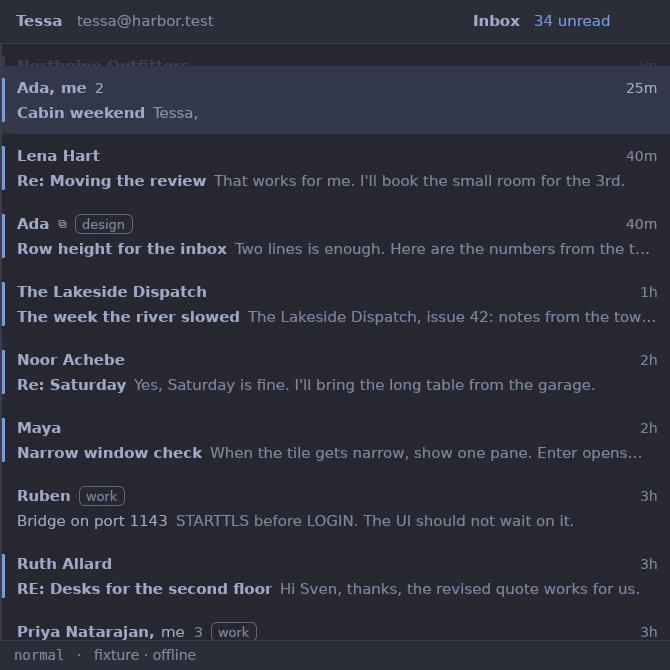 Tessa tessa@harbor.test Inbox 34 unread
Northpine Outfitters 4m
Ada, me 2 25m
Cabin weekend Tessa,
Lena Hart 40m
Re: Moving the review That works for me. I'll book the small room for the 3rd.
Ada design 40m
Row height for the inbox Two lines is enough. Here are the numbers from the t…
The Lakeside Dispatch 1h
The week the river slowed The Lakeside Dispatch, issue 42: notes from the tow…
Noor Achebe 2h
Re: Saturday Yes, Saturday is fine. I'll bring the long table from the garage.
Maya 2h
Narrow window check When the tile gets narrow, show one pane. Enter opens…
Ruben work 3h
Bridge on port 1143 STARTTLS before LOGIN. The UI should not wait on it.
Ruth Allard 3h
RE: Desks for the second floor Hi Sven, thanks, the revised quote works for us.
Priya Natarajan, me 3 work 3h
normal · fixture · offline